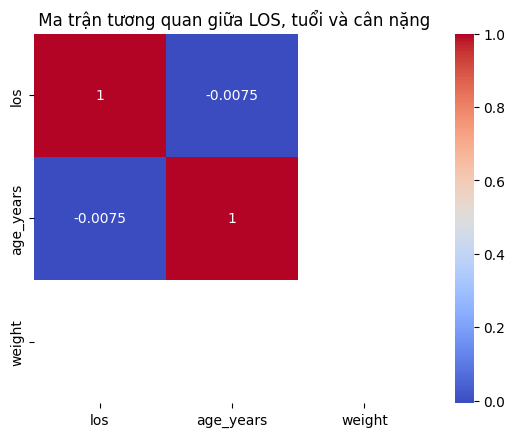 Ma trận tương quan giữa LOS, tuổi và cân nặng
los
1
-0.0075
age_years
-0.0075
1
weight
los
age_years
weight
1.0
0.8
0.6
0.4
0.2
0.0